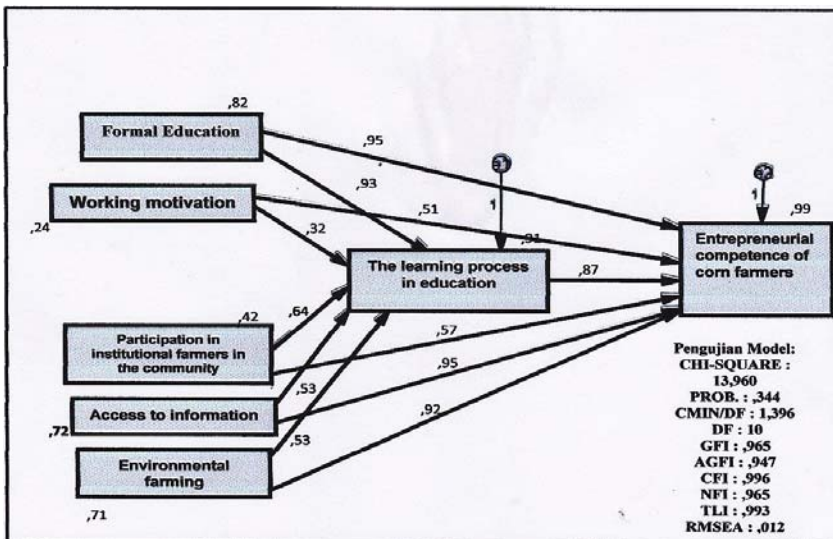 ,82
Formal Education
,95
,93
Working motivation
,24
,32
,51
1
,91
The learning process
in education
,87
1
,99
Entrepreneurial
competence of
corn farmers
,42
,64
Participation in
institutional farmers in
the community
,57
,53
,95
Access to information
,72
,53
,92
Environmental
farming
,71
Pengujian Model:
CHI-SQUARE :
13,960
PROB. : ,344
CMIN/DF : 1,396
DF : 10
GFI : ,965
AGFI : ,947
CFI : ,996
NFI : ,965
TLI : ,993
RMSEA : ,012